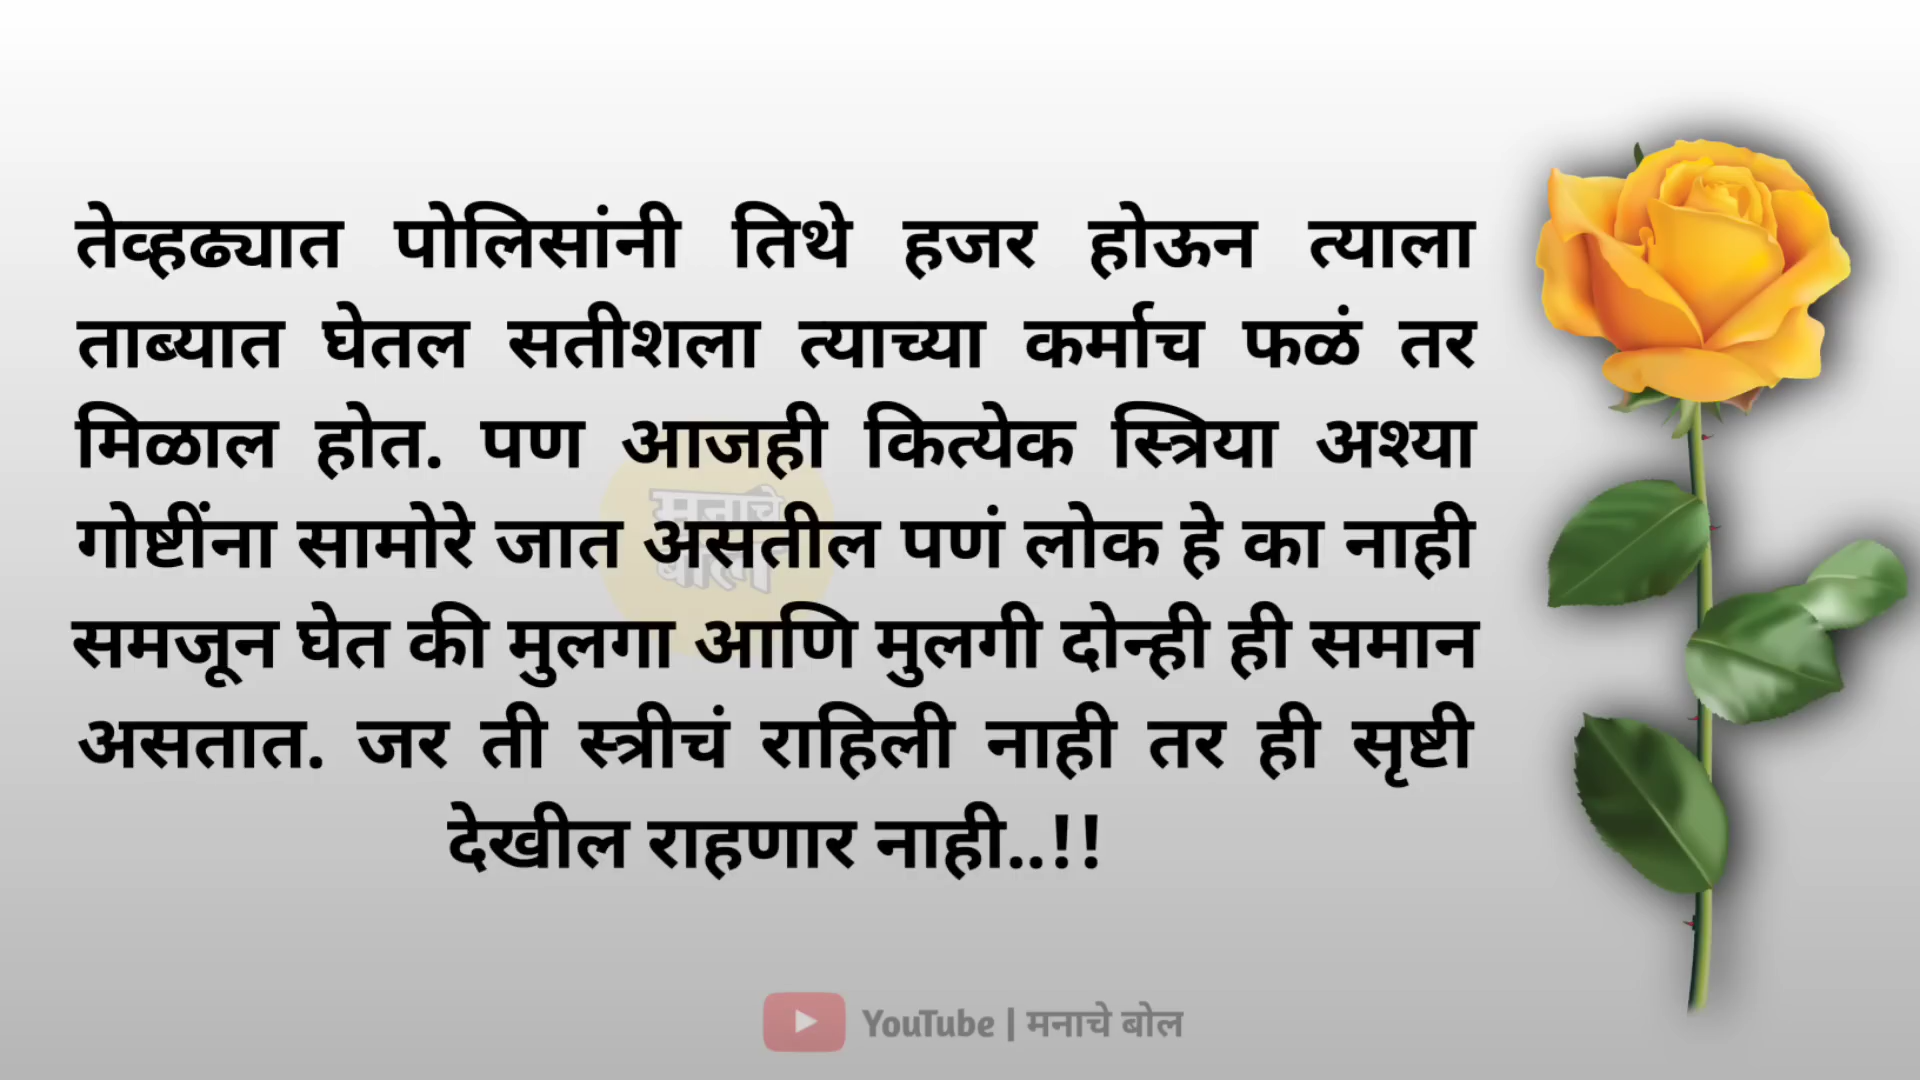 तेव्हढ्यात पोलिसांनी तिथे हजर होऊन त्याला
ताब्यात घेतल सतीशला त्याच्या कर्माच फळं तर
मिळाल होत. पण आजही कित्येक स्त्रिया अश्या
गोष्टींना सामोरे जात असतील पणं लोक हे का नाही
समजून घेत की मुलगा आणि मुलगी दोन्ही ही समान
असतात. जर ती स्त्रीचं राहिली नाही तर ही सृष्टी
देखील राहणार नाही..!!
मनाचे
बोल
YouTube | मनाचे बोल